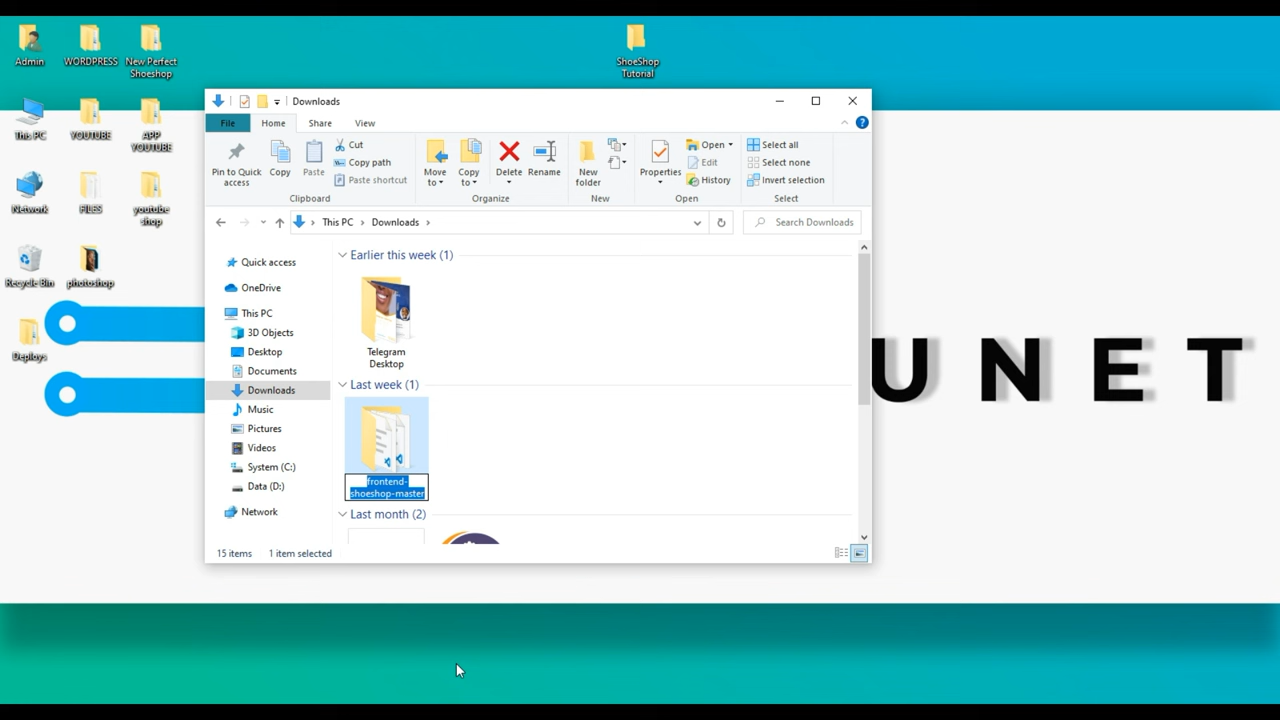 Admin
WORDPRESS
New Perfect
Shoeshop
ShoeShop
Tutorial
This PC
YOUTUBE
APP
YOUTUBE
Network
FILES
youtube
shop
Recycle Bin
photoshop
Deploys
Downloads
File
Home
Share
View
Pin to Quick
access
Copy
Paste
Cut
Copy path
Paste shortcut
Clipboard
Move
to
Copy
to
Delete
Rename
Organize
New
folder
New
Properties
Open
Edit
History
Open
Select all
Select none
Invert selection
Select
This PC > Downloads >
Search Downloads
Quick access
OneDrive
This PC
3D Objects
Desktop
Documents
Downloads
Music
Pictures
Videos
System (C:)
Data (D:)
Network
Earlier this week (1)
Telegram
Desktop
Last week (1)
frontend-
shoeshop-master
Last month (2)
15 items
1 item selected
UNET